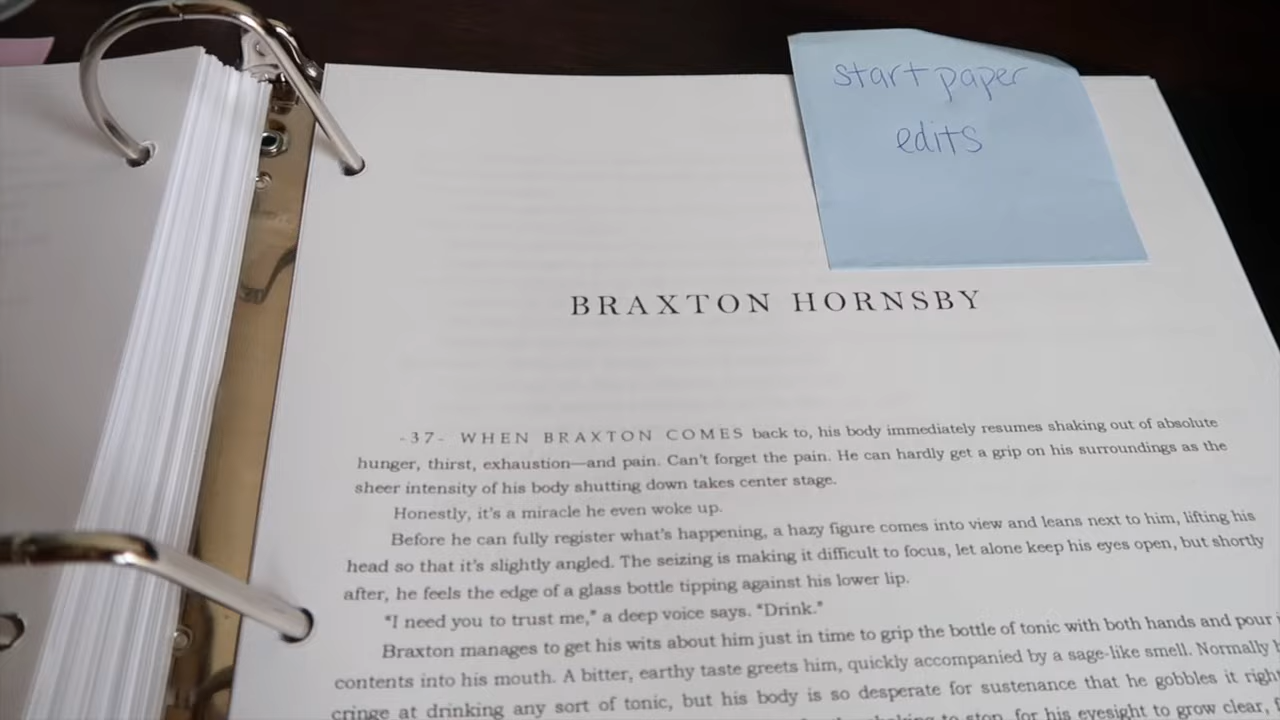 start paper
edits
BRAXTON HORNSBY
-37- WHEN BRAXTON COMES back to, his body immediately resumes shaking out of absolute
hunger, thirst, exhaustion—and pain. Can't forget the pain. He can hardly get a grip on his surroundings as the
sheer intensity of his body shutting down takes center stage.
Honestly, it's a miracle he even woke up.
Before he can fully register what's happening, a hazy figure comes into view and leans next to him, lifting his
head so that it's slightly angled. The seizing is making it difficult to focus, let alone keep his eyes open, but shortly
after, he feels the edge of a glass bottle tipping against his lower lip.
"I need you to trust me," a deep voice says. "Drink."
Braxton manages to get his wits about him just in time to grip the bottle of tonic with both hands and pour
contents into his mouth. A bitter, earthy taste greets him, quickly accompanied by a sage-like smell. Normally
cringe at drinking any sort of tonic, but his body is so desperate for sustenance that he gobbles it
to stop, for his eyesight to grow clear,